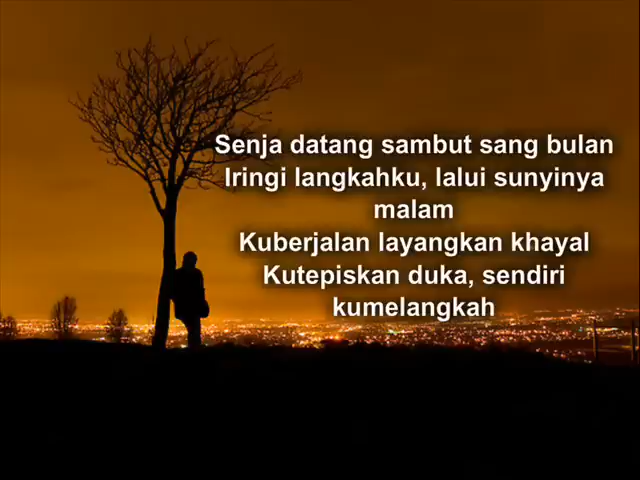 Senja datang sambut sang bulan
Iringi langkahku, lalui sunyinya
malam
Kuberjalan layangkan khayal
Kutepiskan duka, sendiri
kumelangkah